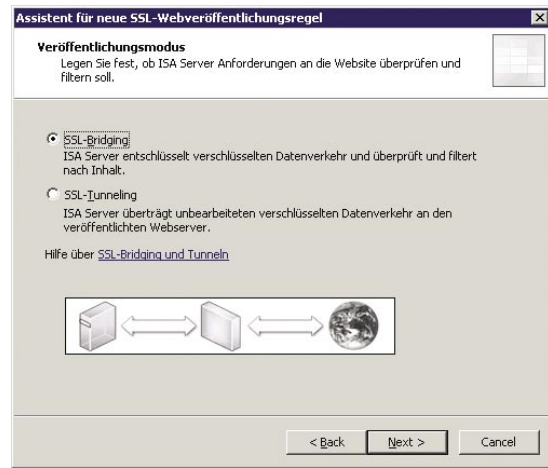 Assistent für neue SSL-Webveröffentlichungsregel
Veröffentlichungsmodus
Legen Sie fest, ob ISA Server Anforderungen an die Website überprüfen und
filtern soll.
SSL-Bridging
ISA Server entschlüsselt verschlüsselten Datenverkehr und überprüft und filtert
nach Inhalt.
SSL-Tunneling
ISA Server überträgt unbearbeiteten verschlüsselten Datenverkehr an den
veröffentlichten Webserver.
Hilfe über SSL-Bridging und Tunneln
< Back Next > Cancel